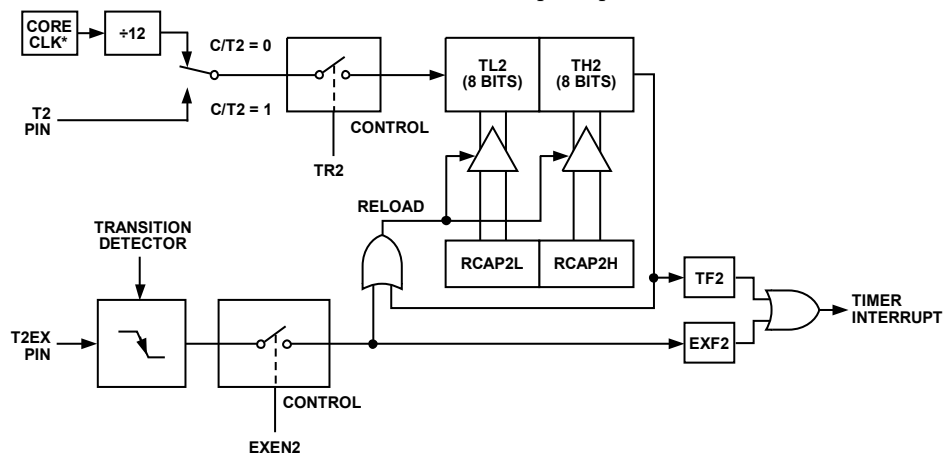 CORE
CLK*
÷12
C/T2 = 0
C/T2 = 1
T2
PIN
CONTROL
TR2
TL2
(8 BITS)
TH2
(8 BITS)
RELOAD
RCAP2L
RCAP2H
TRANSITION
DETECTOR
T2EX
PIN
CONTROL
EXEN2
TF2
EXF2
TIMER
INTERRUPT